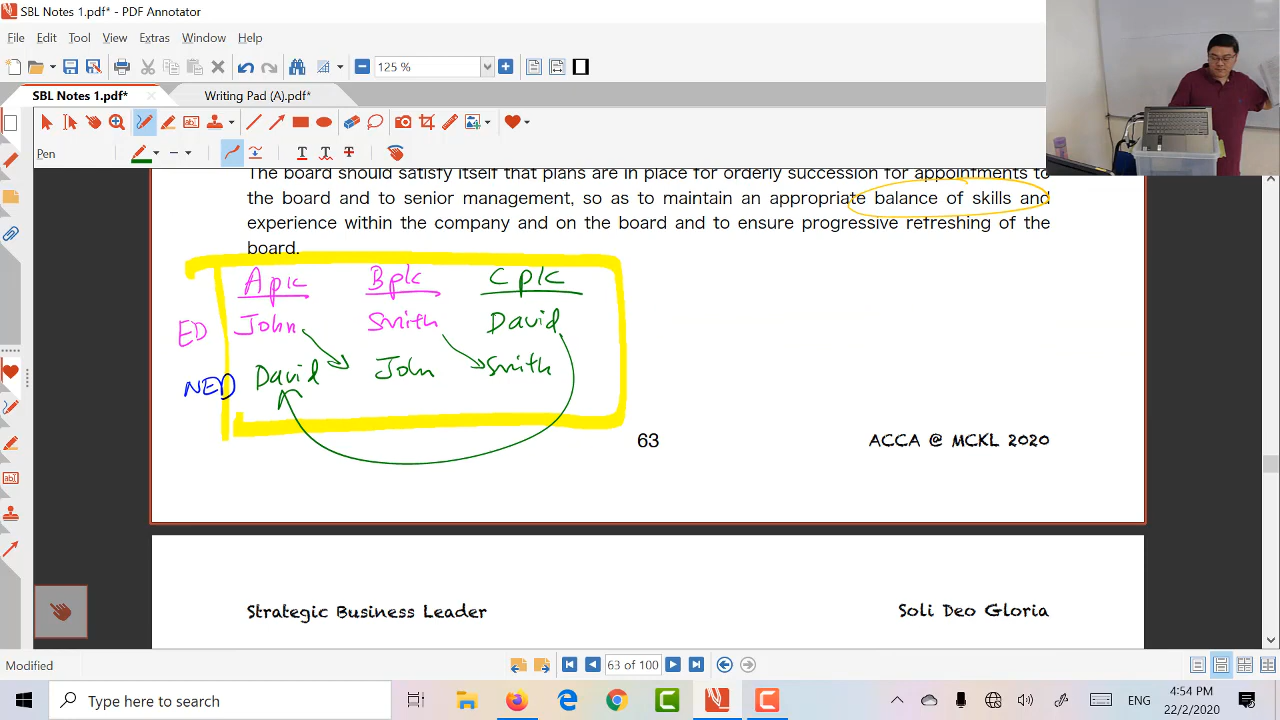 SBL Notes 1.pdf* - PDF Annotator
File Edit Tool View Extras Window Help
125 %
SBL Notes 1.pdf* Writing Pad (A).pdf*
Pen
The board should satisfy itself that plans are in place for orderly succession for appointments to
the board and to senior management, so as to maintain an appropriate balance of skills and
experience within the company and on the board and to ensure progressive refreshing of the
board.
A plc B plc C plc
ED John Smith David
NED David John Smith
63 ACCA @ MCKL 2020
Strategic Business Leader Soli Deo Gloria
Modified 63 of 100
Type here to search ENG 4:54 PM
22/2/2020